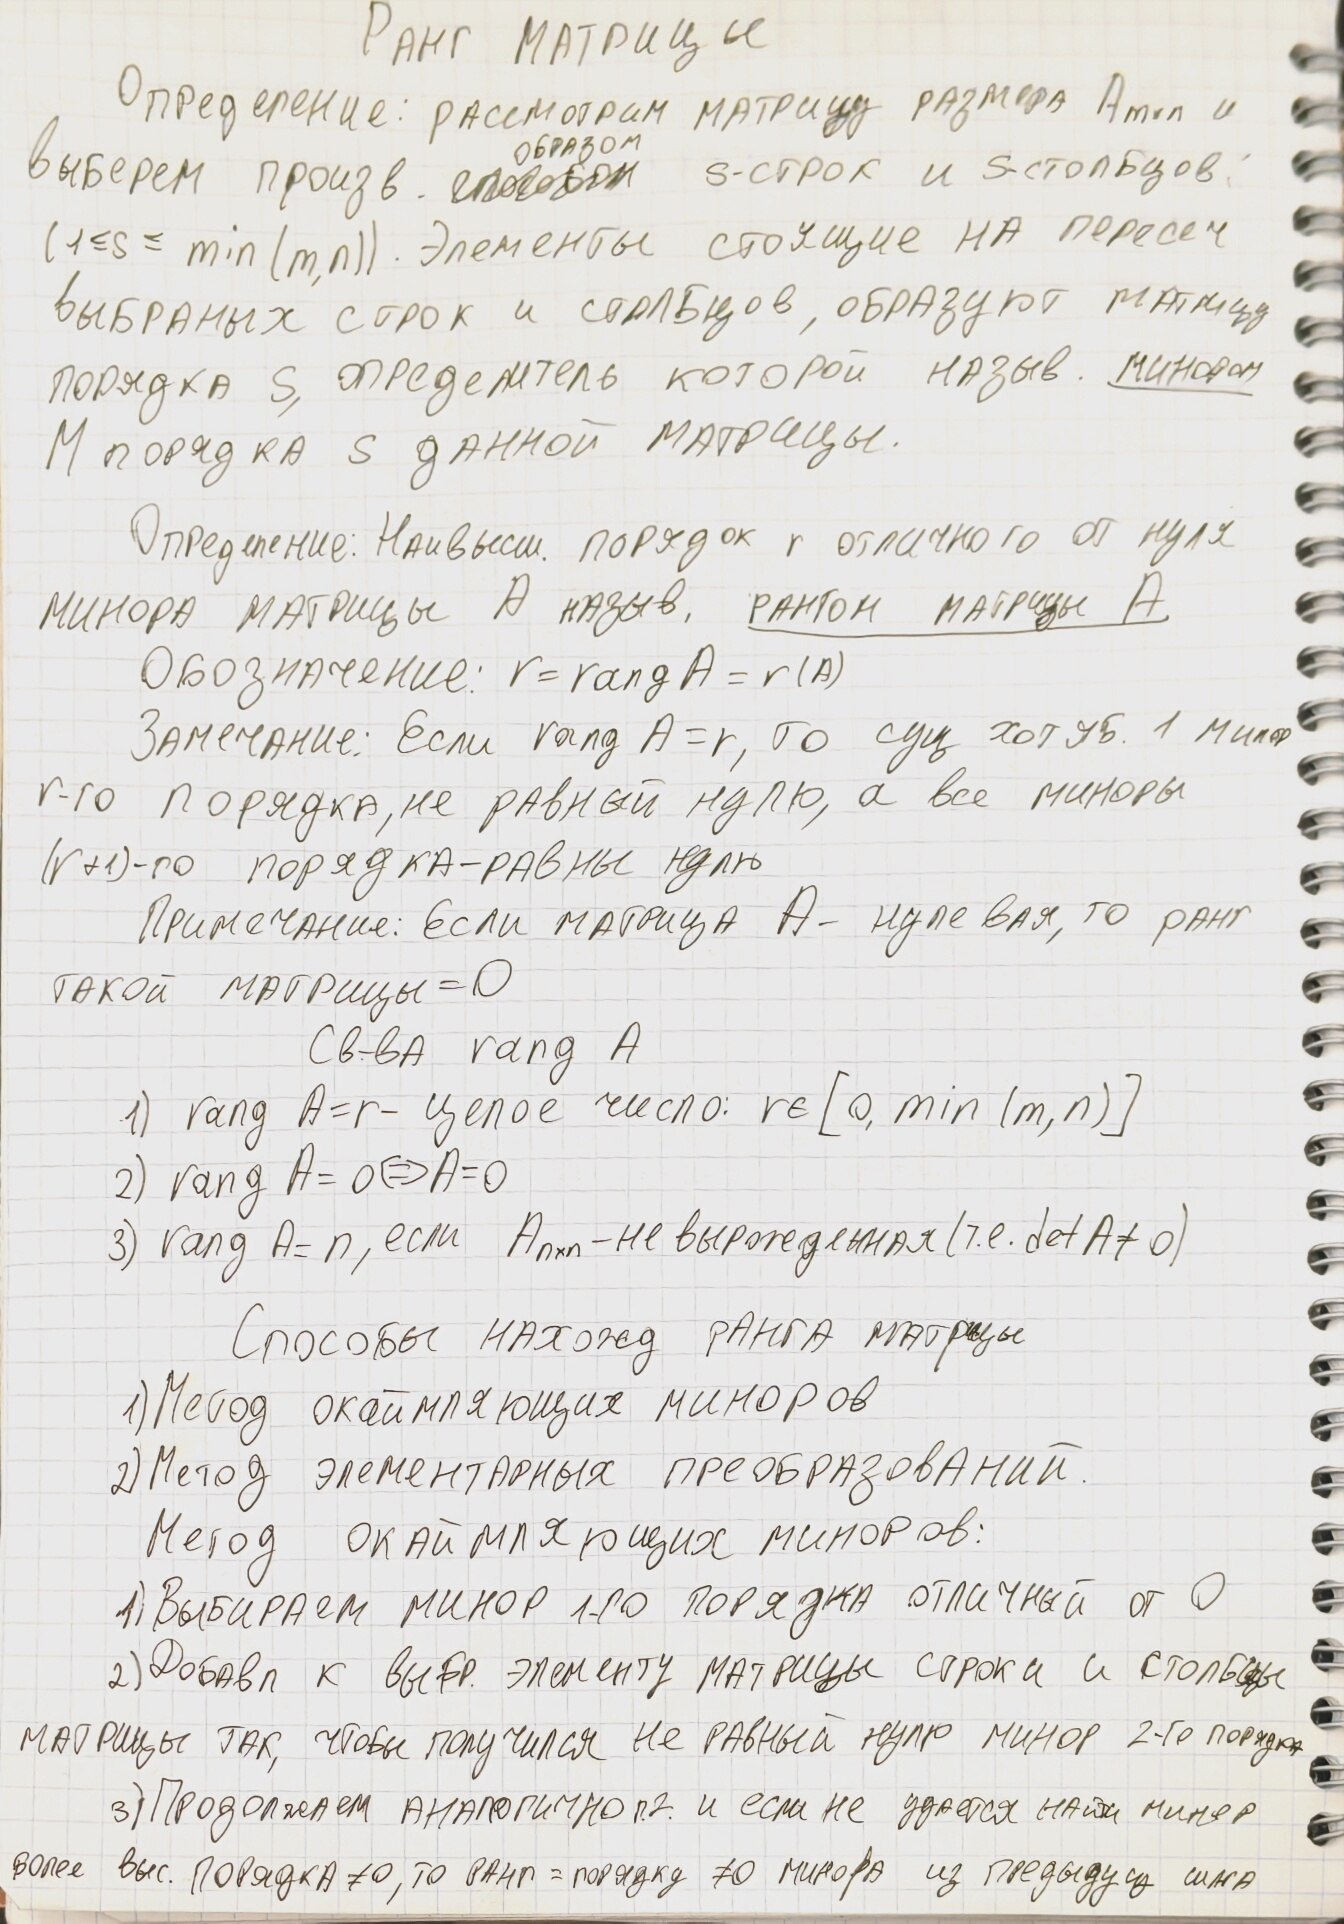 Ранг матрицы
Определение: рассмотрим матрицу размера Aₘₓₙ и
образом
выберем произв. способом s-строк и s-столбцов:
(1≤s≤ min(m,n)). Элементы стоящие на пересеч
выбраных строк и столбцов, образуют матрицу
порядка S, определитель которой назыв. минором
М порядка s данной матрицы.
Определение: Наивысш. порядок r отличного от нуля
минора матрицы A назыв. рангом матрицы A
Обозначение: r = rang A = r(A)
Замечание: Если rang A = r, то сущ хотяб. 1 минор
r-го порядка, не равный нулю, а все миноры
(r+1)-го порядка-равны нулю
Примечание: Если матрица A- нулевая, то ранг
такой матрицы = 0
Св-ва rang A
1) rang A=r- целое число: r∈[0, min (m,n)]
2) rang A= 0⇔A=0
3) rang A= n, если Aₙₓₙ-невырожденная (т.е. det A≠0)
Способы нахожд ранга матрицы
1) Метод окаймляющих миноров
2) Метод элементарных преобразований.
Метод окаймляющих миноров:
1) Выбираем минор 1-го порядка отличный от 0
2) Добавл к выбр. элементу матрицы строки и столбцы
матрицы так, чтобы получился не равный нулю минор 2-го порядка
3) Продолжаем аналогично п.2. и если не удается найти минор
более выс. порядка ≠0, то ранг = порядку ≠0 минора из предыдущ шага